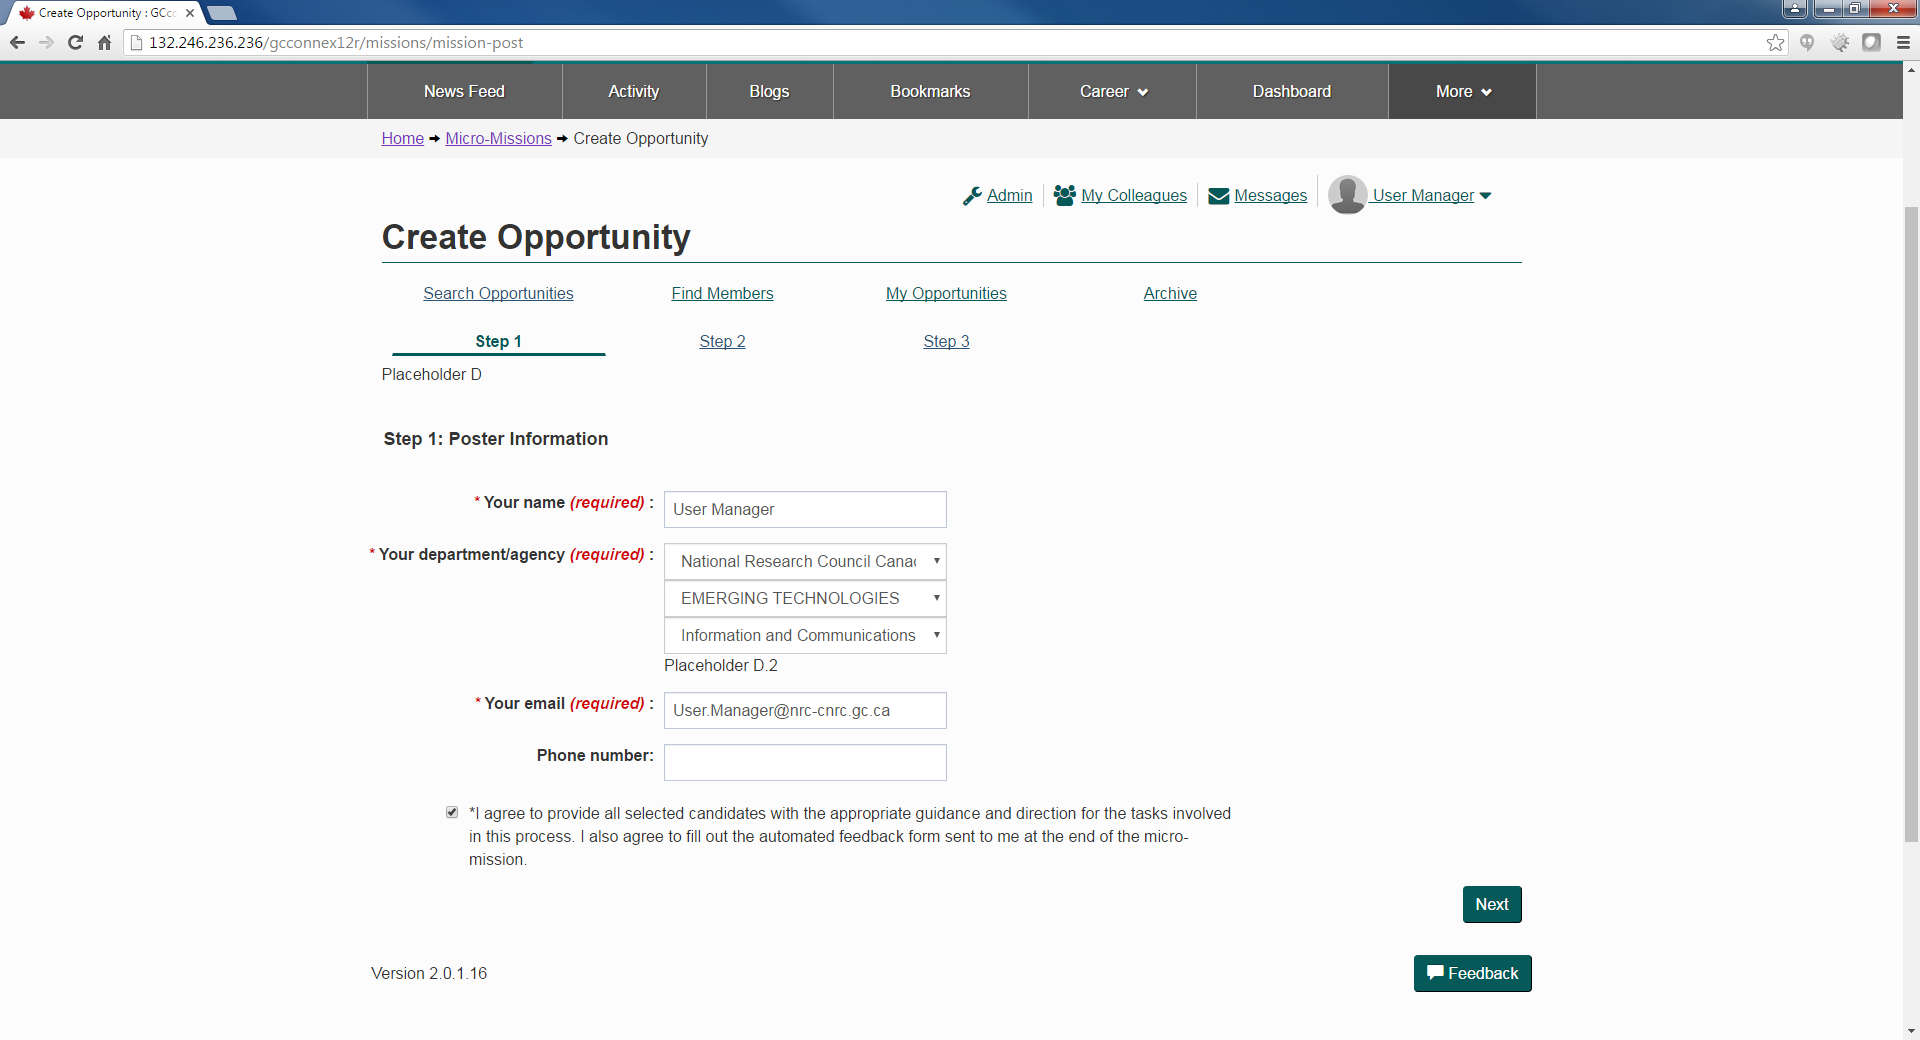 Create Opportunity : GCc
132.246.236.236/gcconnex12r/missions/mission-post
News Feed Activity Blogs Bookmarks Career Dashboard More
Home Micro-Missions Create Opportunity
Admin My Colleagues Messages User Manager
Create Opportunity
Search Opportunities Find Members My Opportunities Archive
Step 1 Step 2 Step 3
Placeholder D
Step 1: Poster Information
* Your name (required) : User Manager
* Your department/agency (required) : National Research Council Cana
EMERGING TECHNOLOGIES
Information and Communications
Placeholder D.2
* Your email (required) : User.Manager@nrc-cnrc.gc.ca
Phone number:
*I agree to provide all selected candidates with the appropriate guidance and direction for the tasks involved
in this process. I also agree to fill out the automated feedback form sent to me at the end of the micro-
mission.
Next
Version 2.0.1.16 Feedback